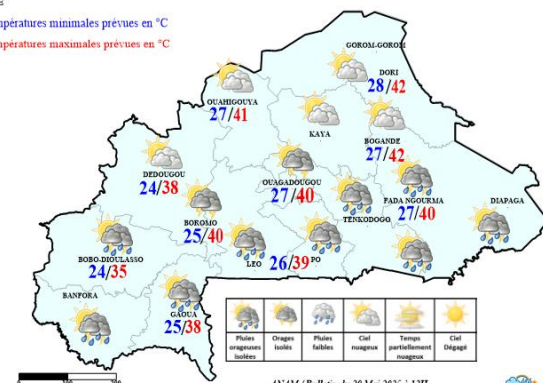 mpératures minimales prévues en °C
mpératures maximales prévues en °C
GOROM-GOROM
DORI
28/42
OUAHIGOUYA
27/41
KAYA
BOGANDE
27/42
DEDOUGOU
24/38
OUAGADOUGOU
27/40
FADA NGOURMA
27/40
DIAPAGA
TENKODOGO
BOROMO
25/40
BOBO-DIOULASSO
24/35
LEO
26/39
PO
BANFORA
GAOUA
25/38
Pluies orageuses isolées
Orages isolés
Pluies faibles
Ciel nuageux
Temps partiellement nuageux
Ciel Dégagé